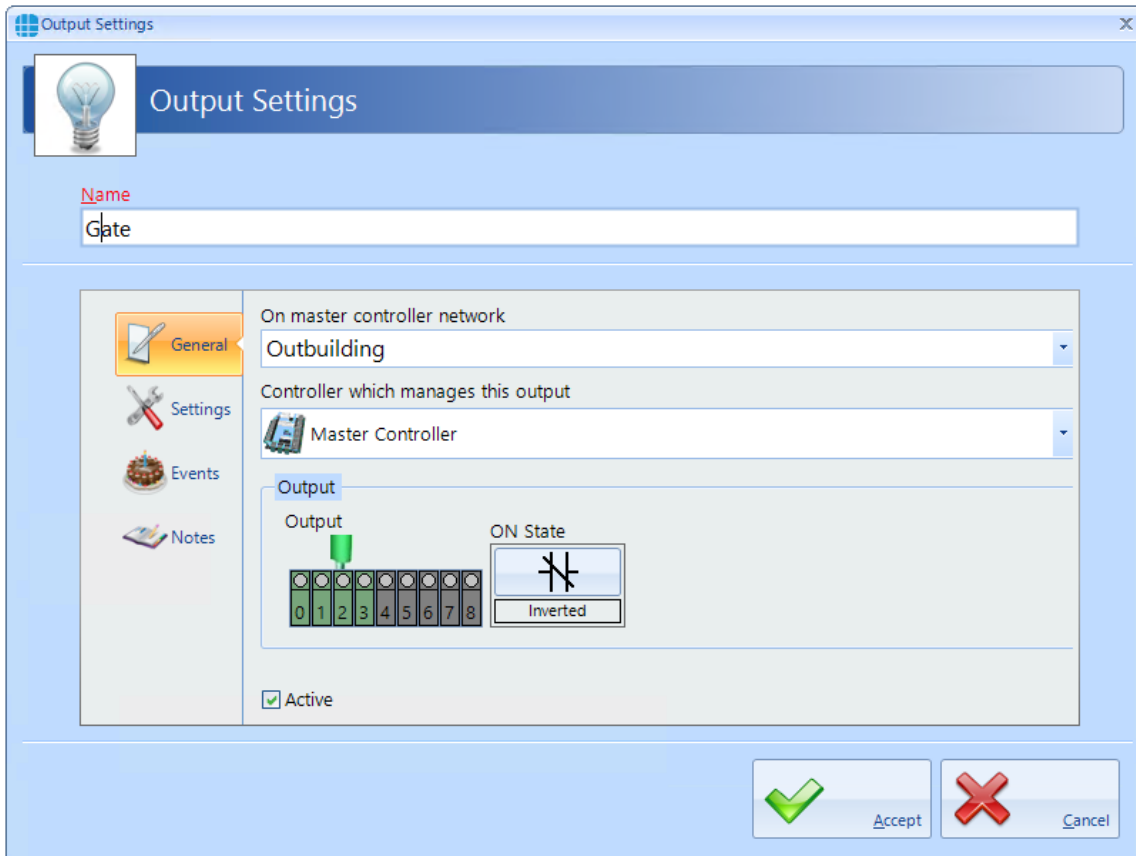 Output Settings
Output Settings
Name
Gate
General
Settings
Events
Notes
On master controller network
Outbuilding
Controller which manages this output
Master Controller
Output
Output
0 1 2 3 4 5 6 7 8
ON State
Inverted
Active
Accept
Cancel